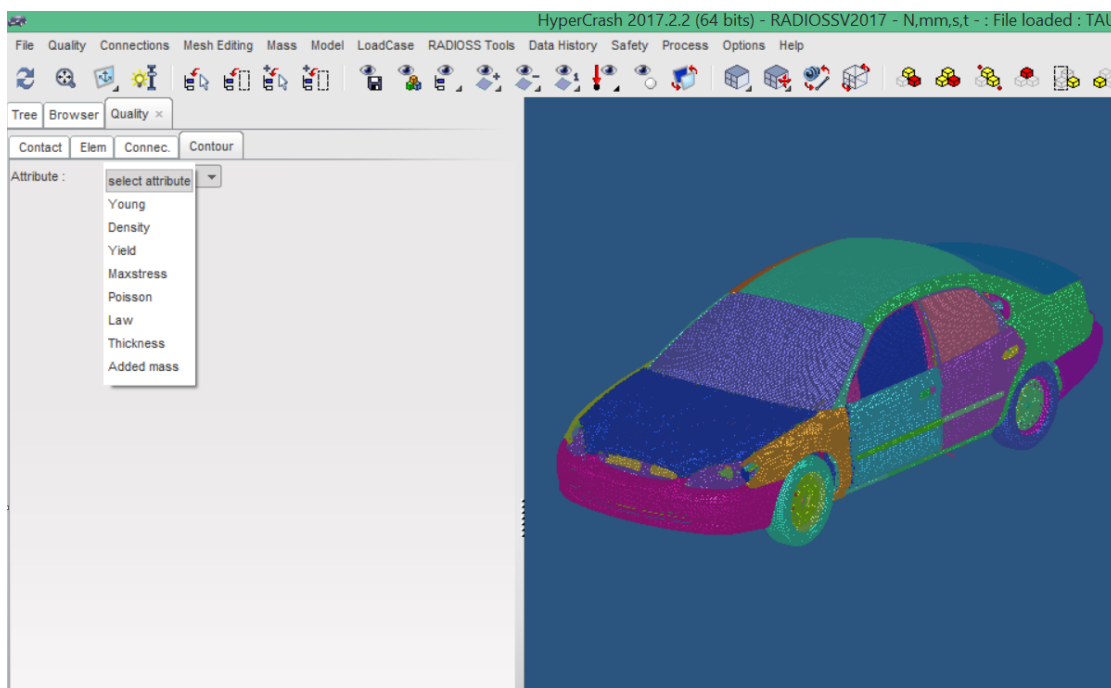 HyperCrash 2017.2.2 (64 bits) - RADIOSSV2017 - N,mm,s,t - : File loaded : TAU
File Quality Connections Mesh Editing Mass Model LoadCase RADIOSS Tools Data History Safety Process Options Help
Tree Browser Quality ×
Contact Elem Connec. Contour
Attribute : select attribute
Young
Density
Yield
Maxstress
Poisson
Law
Thickness
Added mass